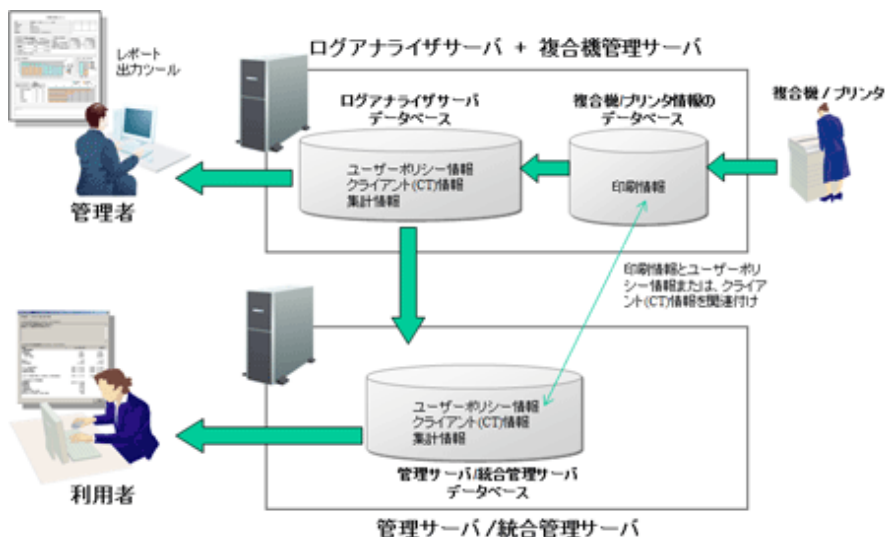 ログアナライザサーバ + 複合機管理サーバ
レポート
出力ツール
ログアナライザサーバ
データベース
複合機/プリンタ情報の
データベース
複合機 / プリンタ
ユーザーポリシー情報
クライアント(CT)情報
集計情報
印刷情報
管理者
印刷情報とユーザーポリ
シー情報または、クライア
ント(CT)情報を関連付け
ユーザーポリシー情報
クライアント(CT)情報
集計情報
管理サーバ/統合管理サーバ
データベース
利用者
管理サーバ/統合管理サーバ